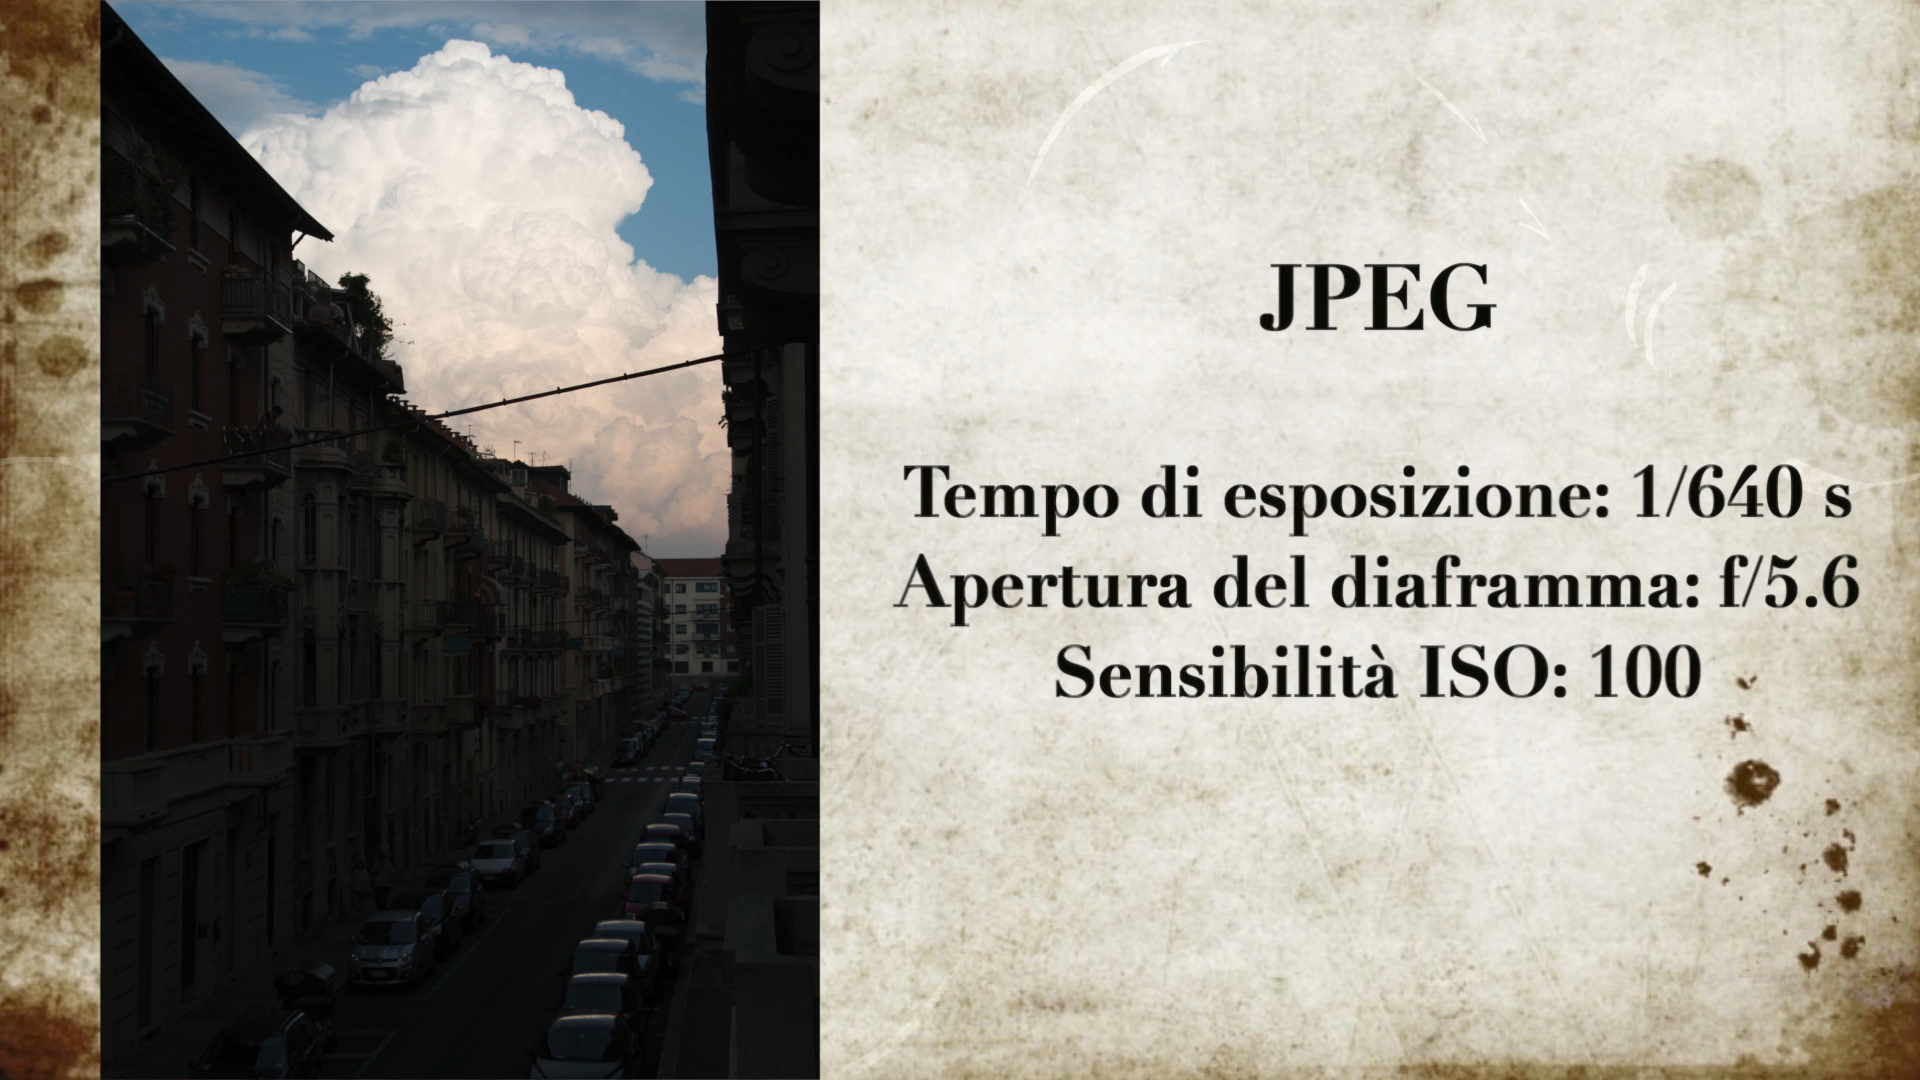 JPEG
Tempo di esposizione: 1/640 s
Apertura del diaframma: f/5.6
Sensibilità ISO: 100